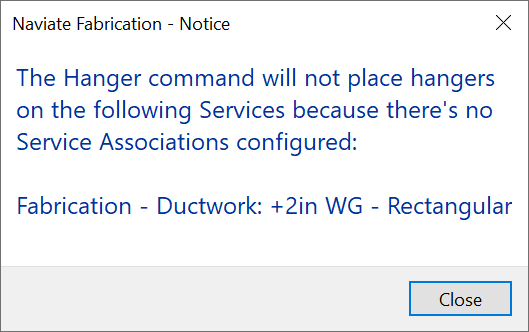 Naviate Fabrication - Notice
The Hanger command will not place hangers
on the following Services because there's no
Service Associations configured:
Fabrication - Ductwork: +2in WG - Rectangular
Close